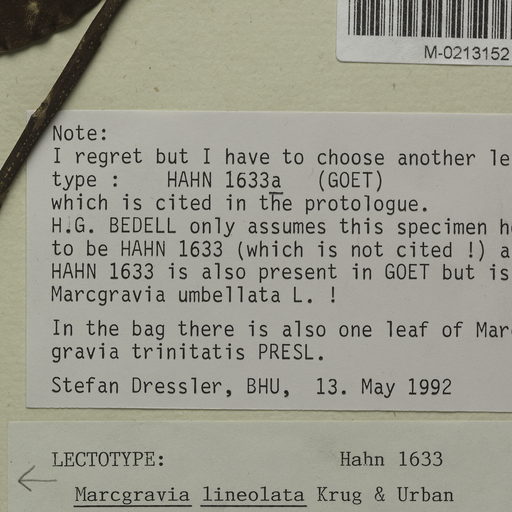 M-0213152
Note:
I regret but I have to choose another le
type : HAHN 1633a (GOET)
which is cited in the protologue.
H.G. BEDELL only assumes this specimen h
to be HAHN 1633 (which is not cited !) a
HAHN 1633 is also present in GOET but is
Marcgravia umbellata L. !
In the bag there is also one leaf of Mar
gravia trinitatis PRESL.
Stefan Dressler, BHU, 13. May 1992
LECTOTYPE: Hahn 1633
Marcgravia lineolata Krug & Urban